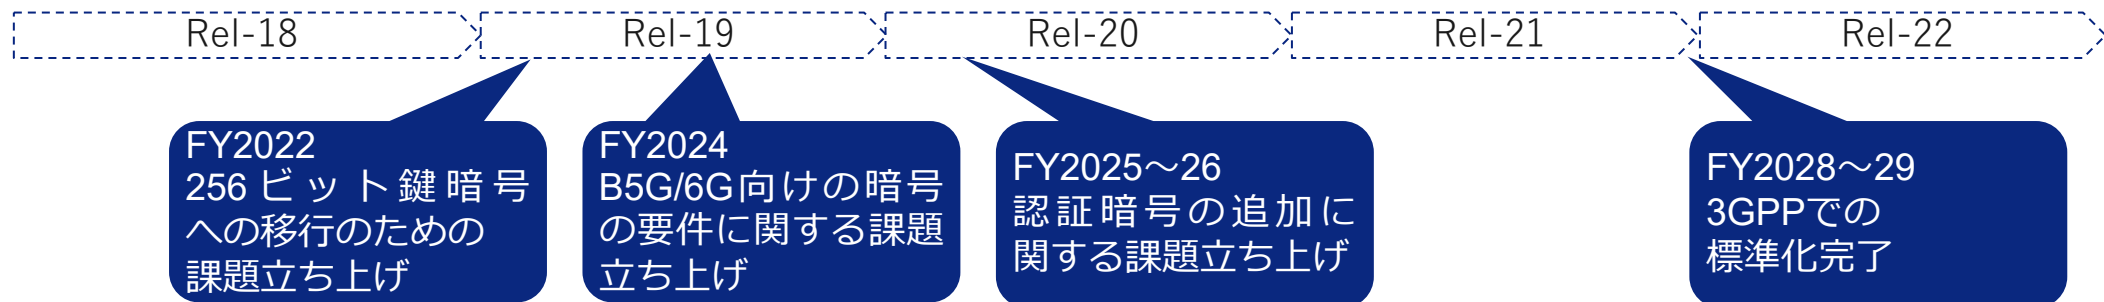 Rel-18
Rel-19
Rel-20
Rel-21
Rel-22
FY2022
256ビット鍵暗号
への移行のための
課題立ち上げ
FY2024
B5G/6G向けの暗号
の要件に関する課題
立ち上げ
FY2025～26
認証暗号の追加に
関する課題立ち上げ
FY2028～29
3GPPでの
標準化完了